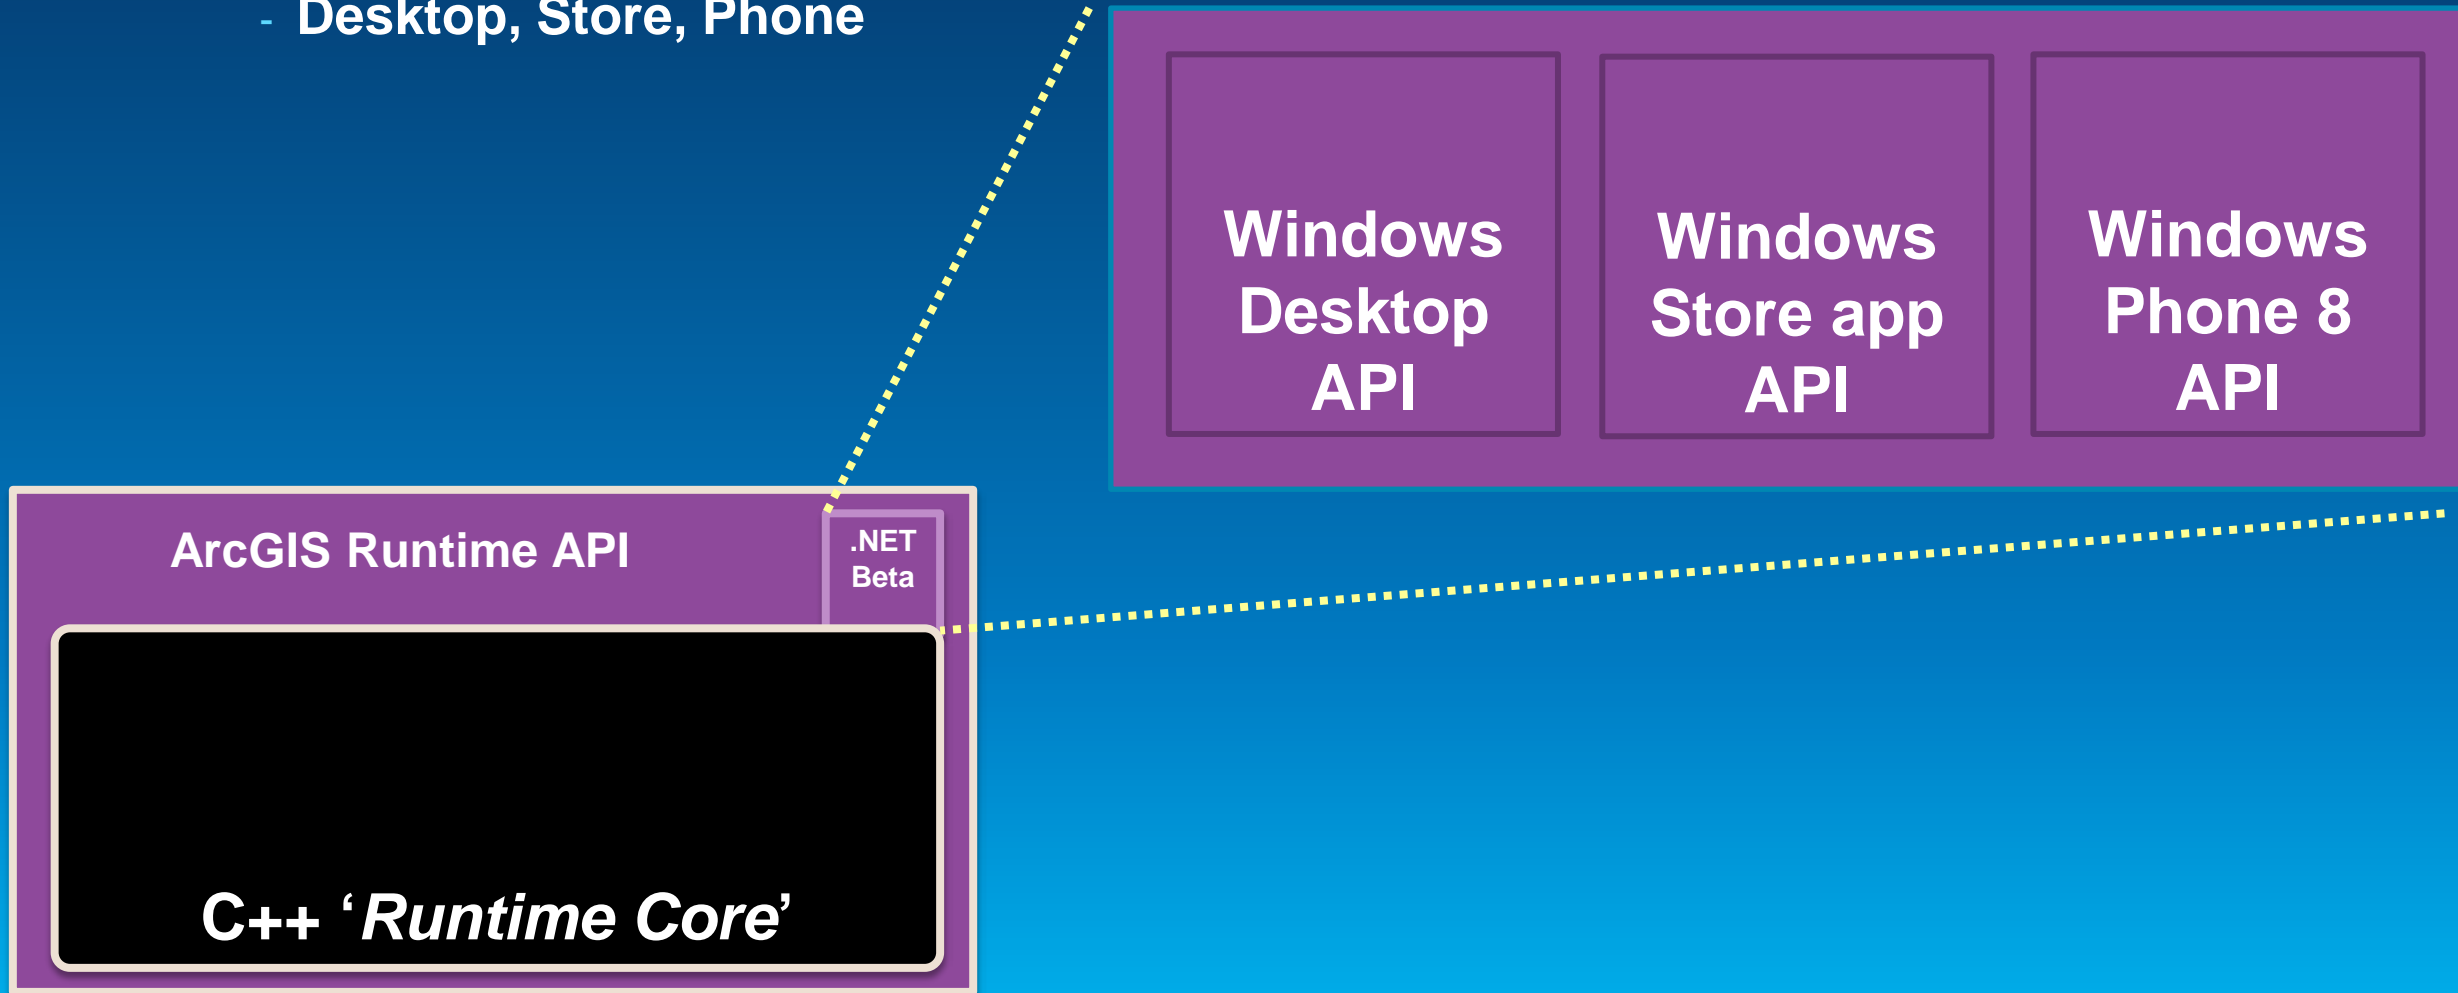 - Desktop, Store, Phone
Windows
Desktop
API
Windows
Store app
API
Windows
Phone 8
API
ArcGIS Runtime API
.NET
Beta
C++ ‘Runtime Core’